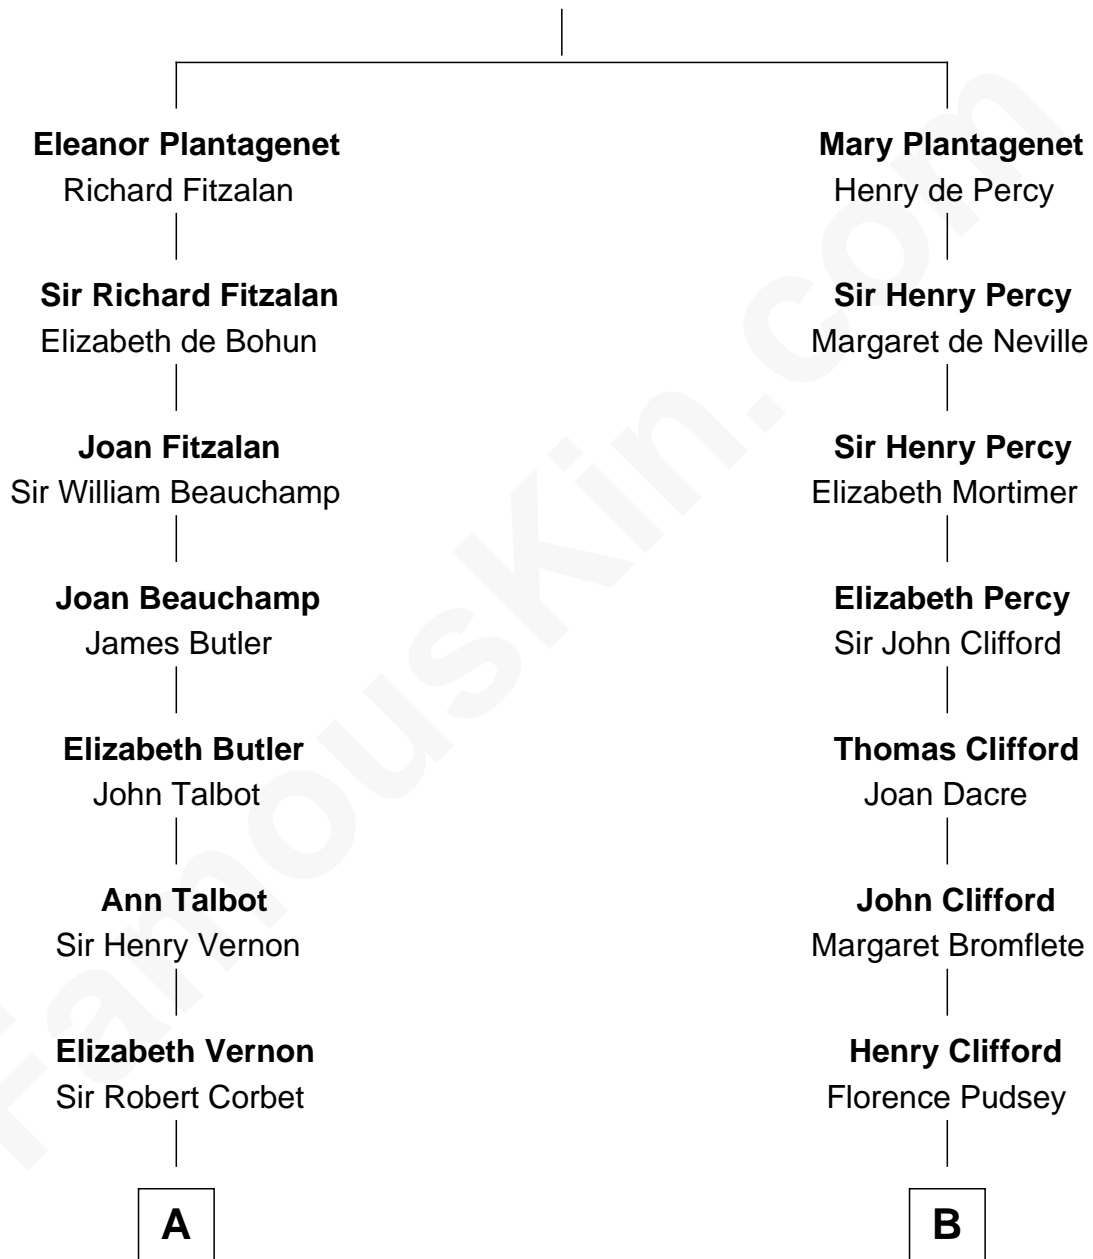 Eleanor Plantagenet
Richard Fitzalan
Sir Richard Fitzalan
Elizabeth de Bohun
Joan Fitzalan
Sir William Beauchamp
Joan Beauchamp
James Butler
Elizabeth Butler
John Talbot
Ann Talbot
Sir Henry Vernon
Elizabeth Vernon
Sir Robert Corbet
A
Mary Plantagenet
Henry de Percy
Sir Henry Percy
Margaret de Neville
Sir Henry Percy
Elizabeth Mortimer
Elizabeth Percy
Sir John Clifford
Thomas Clifford
Joan Dacre
John Clifford
Margaret Bromflete
Henry Clifford
Florence Pudsey
B
FamousKin.com